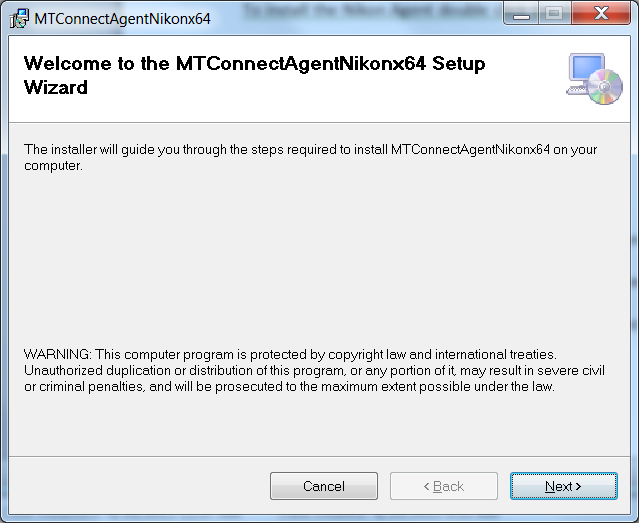 To install the Nikon Agent double
MTConnectAgentNikonx64
Welcome to the MTConnectAgentNikonx64 Setup
Wizard
The installer will guide you through the steps required to install MTConnectAgentNikonx64 on your
computer.
WARNING: This computer program is protected by copyright law and international treaties.
Unauthorized duplication or distribution of this program, or any portion of it, may result in severe civil
or criminal penalties, and will be prosecuted to the maximum extent possible under the law.
Cancel
< Back
Next >